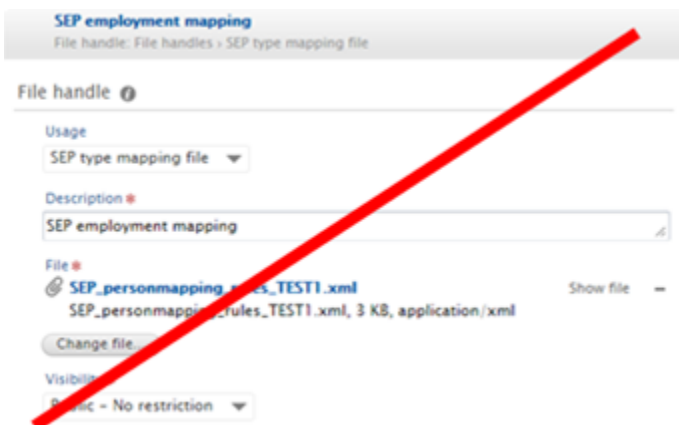 SEP employment mapping
File handle: File handles › SEP type mapping file
File handle
Usage
SEP type mapping file
Description *
SEP employment mapping
File *
SEP_personmapping_rules_TEST1.xml Show file –
SEP_personmapping_rules_TEST1.xml, 3 KB, application/xml
Change file...
Visibility
Public – No restriction